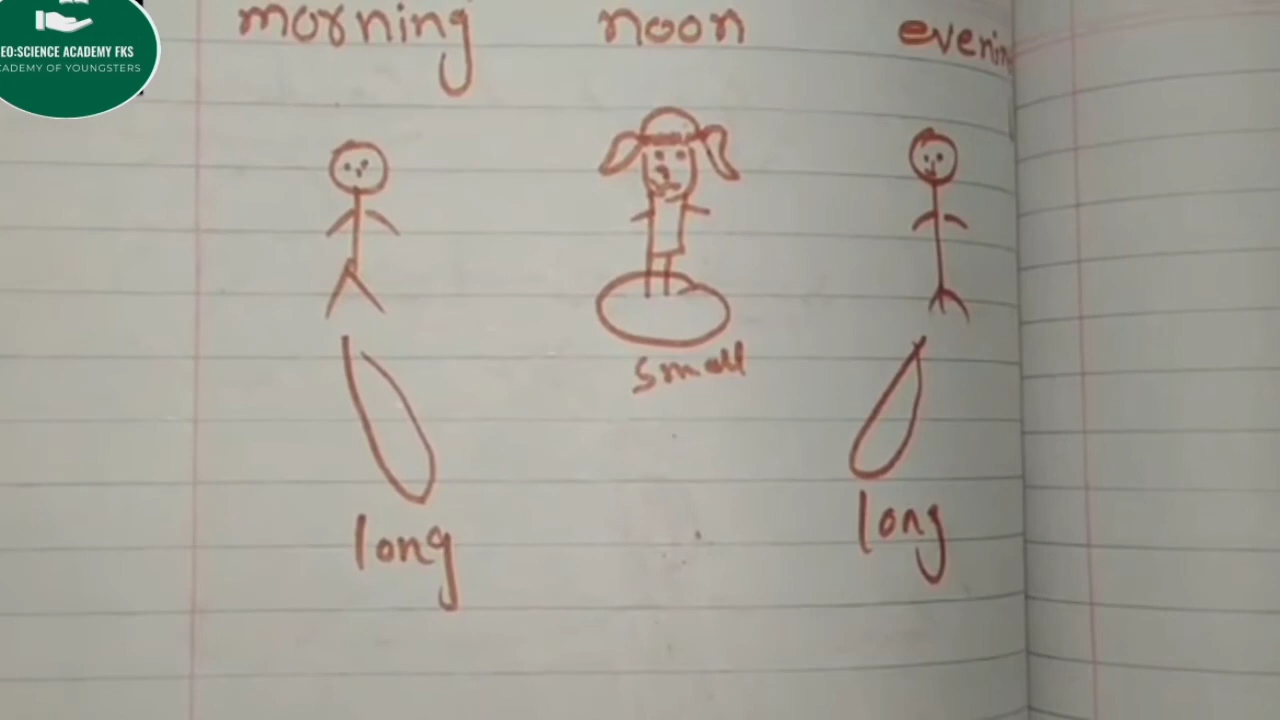 EO:SCIENCE ACADEMY FKS
CADEMY OF YOUNGSTERS
morning noon evenin
small
long long